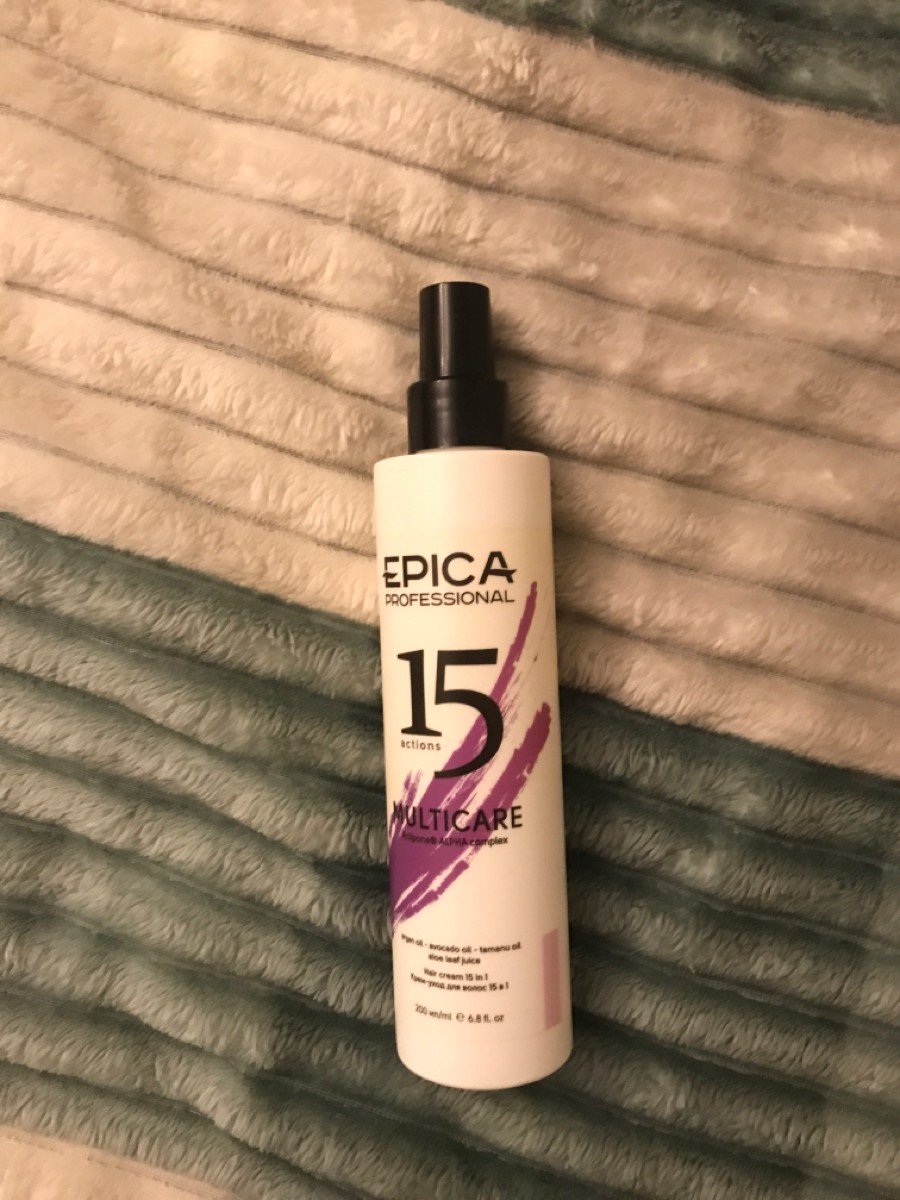 EPICA
PROFESSIONAL
15
actions
MULTICARE
ALPHA complex
argan oil - avocado oil - tamanu oil
aloe leaf juice
Hair cream 15 in 1
Крем-уход для волос 15 в 1
200 мл/ml ℮ 6.8 fl. oz